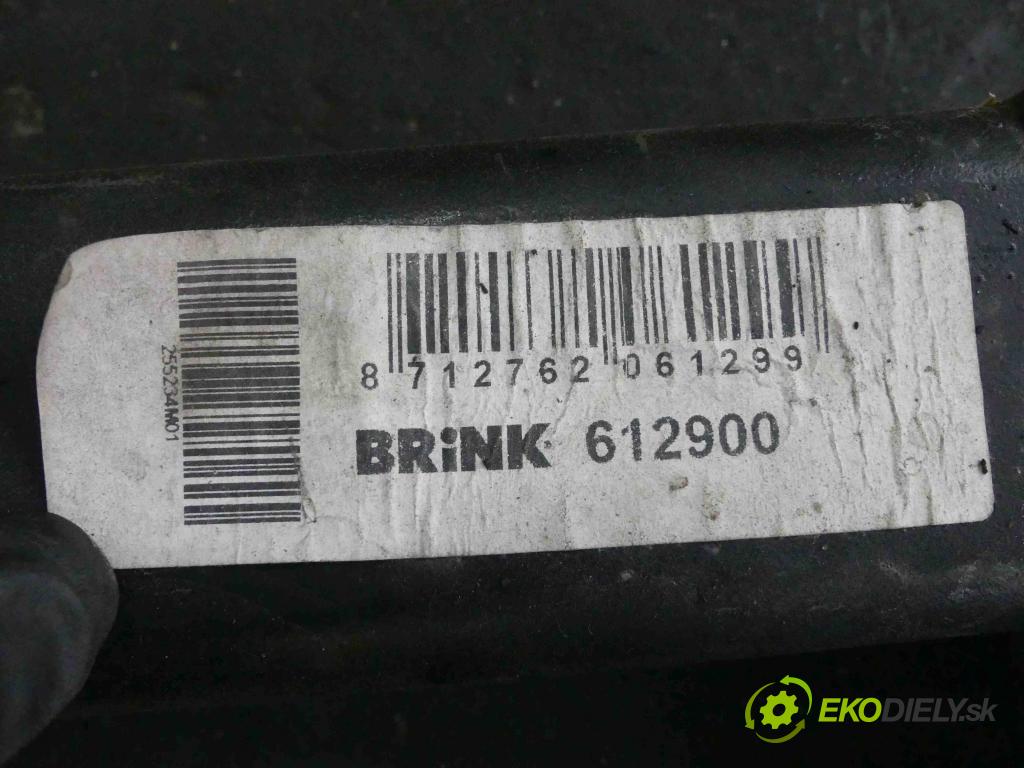 255234M01
8 712762 061299
BRiNK 612900
EKODIELY.sk